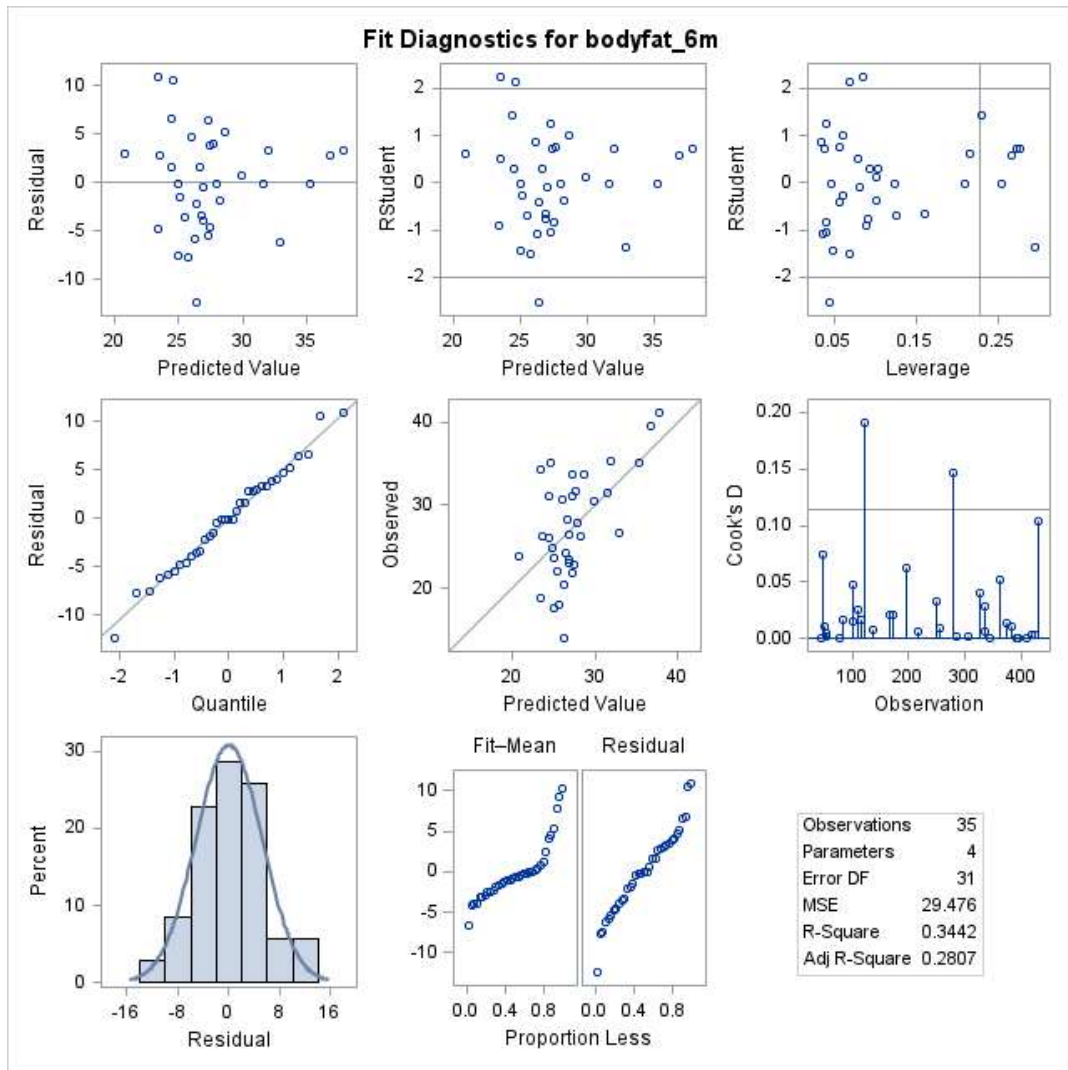 Fit Diagnostics for bodyfat_6m
10
5
0
-5
-10
Residual
20 25 30 35
Predicted Value
2
1
0
-1
-2
RStudent
20 25 30 35
Predicted Value
2
1
0
-1
-2
RStudent
0.05 0.15 0.25
Leverage
10
5
0
-5
-10
Residual
-2 -1 0 1 2
Quantile
40
30
20
Observed
20 30 40
Predicted Value
0.20
0.15
0.10
0.05
0.00
Cook's D
100 200 300 400
Observation
30
20
10
0
Percent
-16 -8 0 8 16
Residual
Fit–Mean Residual
10
5
0
-5
-10
0.0 0.4 0.8 0.0 0.4 0.8
Proportion Less
Observations 35
Parameters 4
Error DF 31
MSE 29.476
R-Square 0.3442
Adj R-Square 0.2807